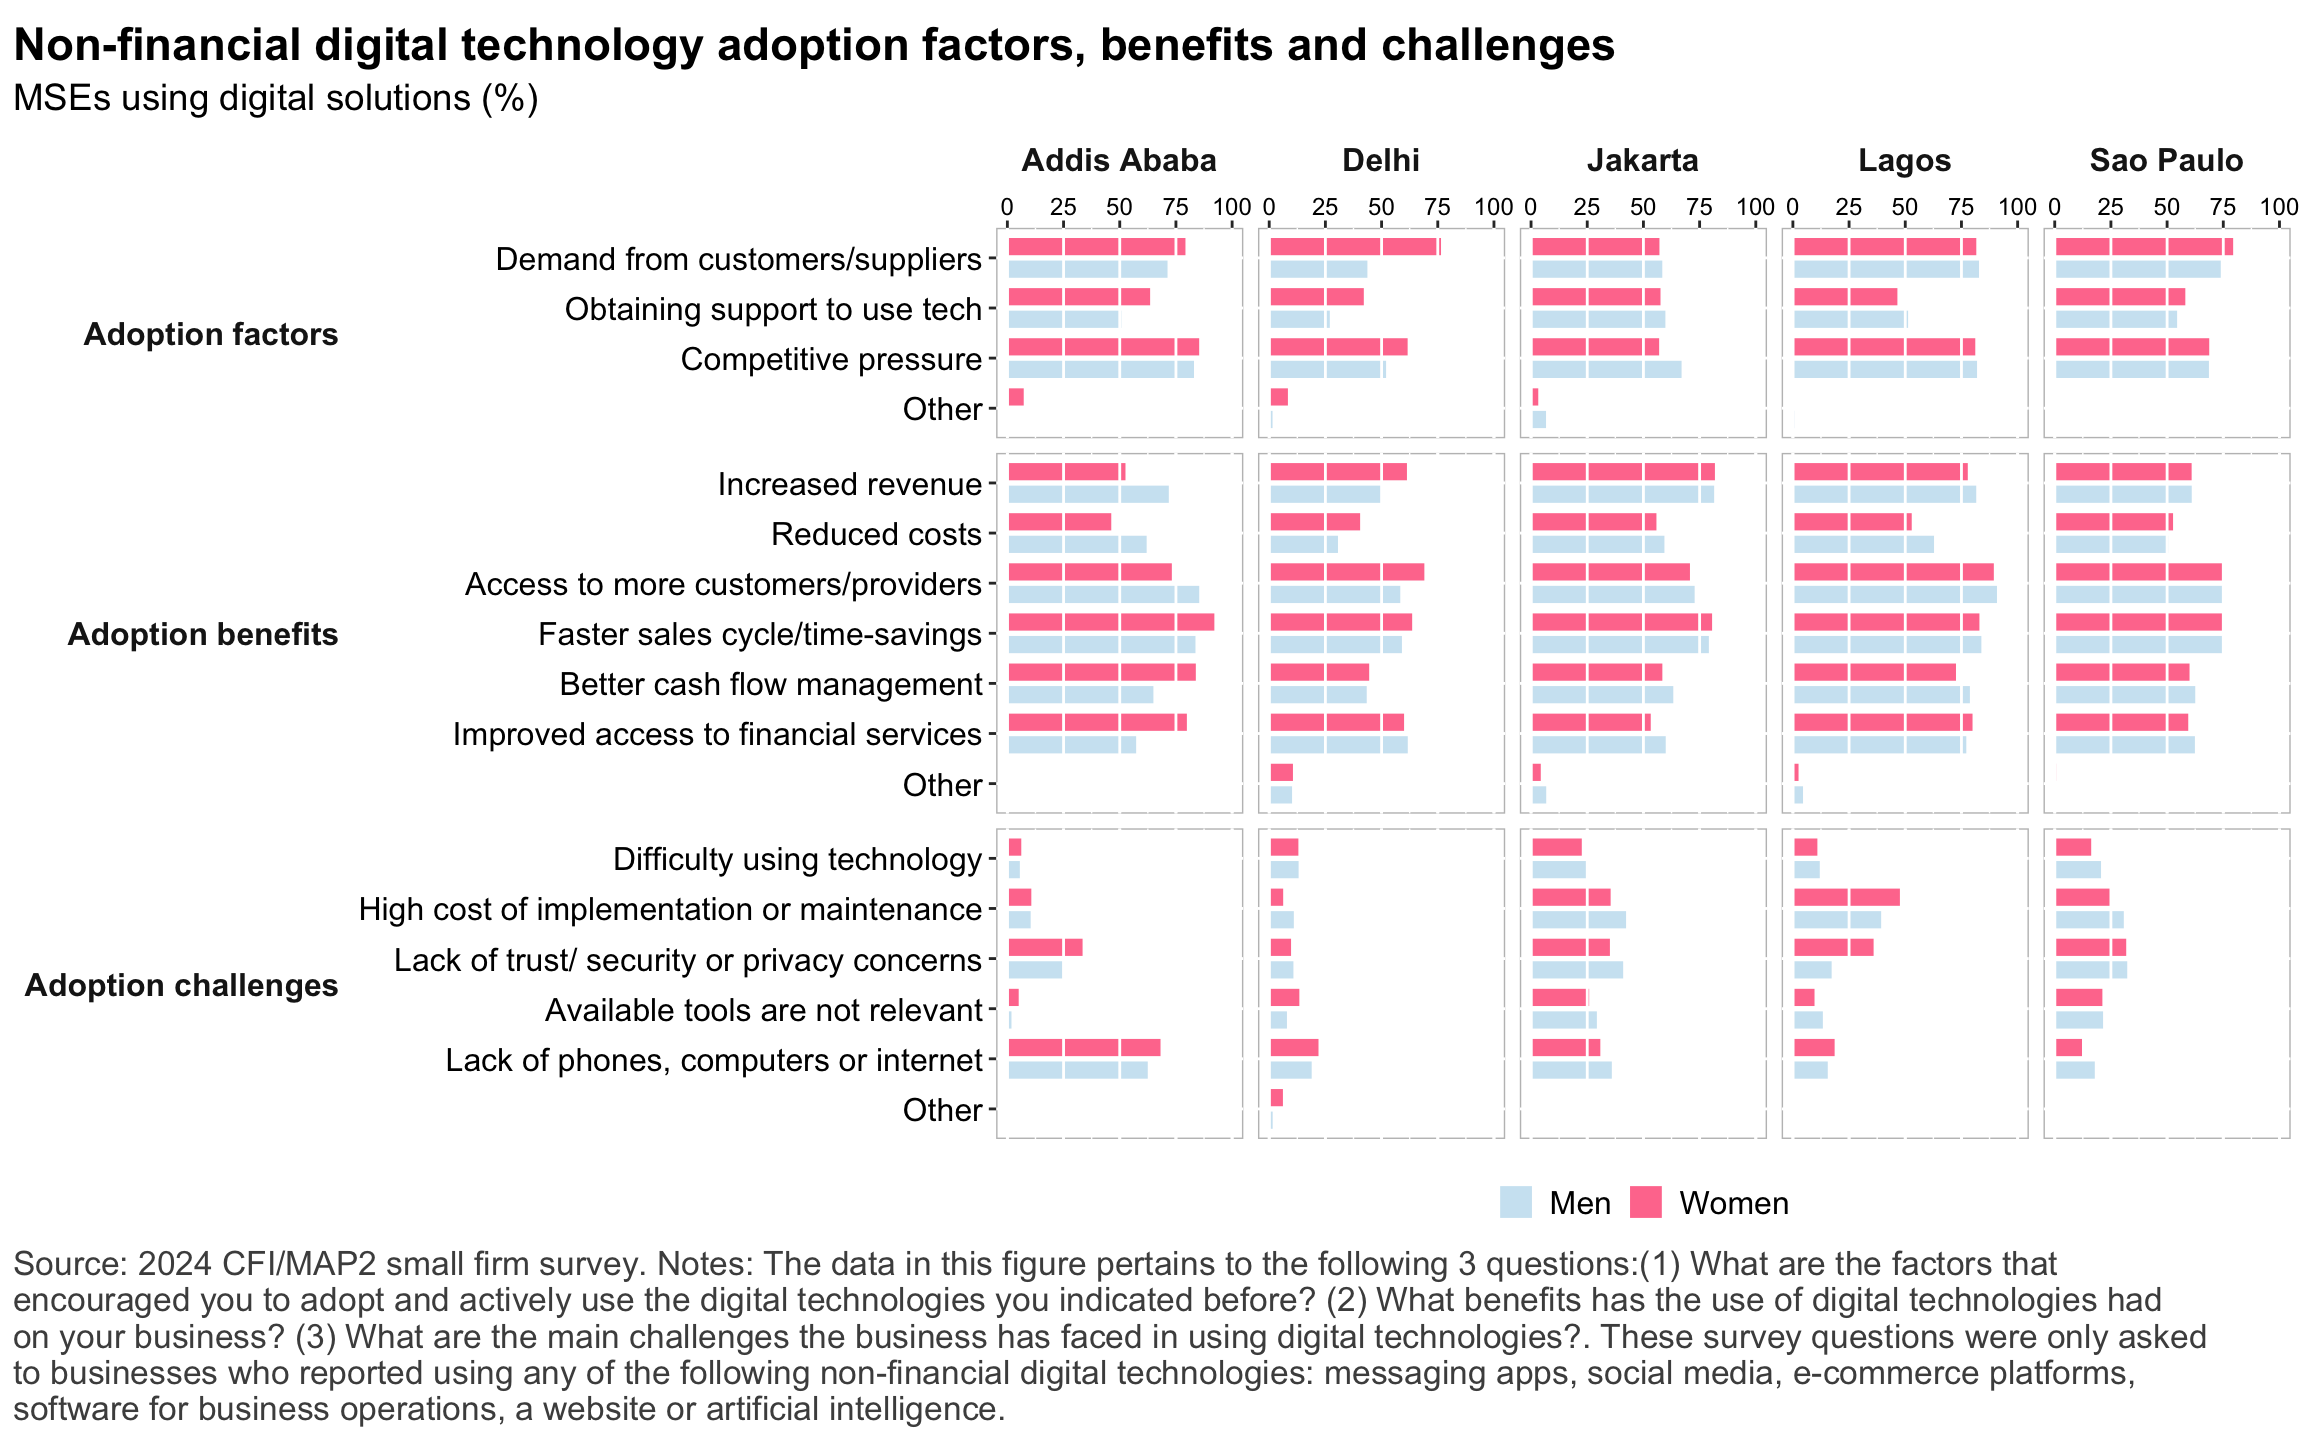 Non-financial digital technology adoption factors, benefits and challenges
MSEs using digital solutions (%)
Addis Ababa Delhi Jakarta Lagos Sao Paulo
0 25 50 75 100 0 25 50 75 100 0 25 50 75 100 0 25 50 75 100 0 25 50 75 100
Adoption factors
Demand from customers/suppliers
Obtaining support to use tech
Competitive pressure
Other
Adoption benefits
Increased revenue
Reduced costs
Access to more customers/providers
Faster sales cycle/time-savings
Better cash flow management
Improved access to financial services
Other
Adoption challenges
Difficulty using technology
High cost of implementation or maintenance
Lack of trust/ security or privacy concerns
Available tools are not relevant
Lack of phones, computers or internet
Other
Men Women
Source: 2024 CFI/MAP2 small firm survey. Notes: The data in this figure pertains to the following 3 questions:(1) What are the factors that
encouraged you to adopt and actively use the digital technologies you indicated before? (2) What benefits has the use of digital technologies had
on your business? (3) What are the main challenges the business has faced in using digital technologies?. These survey questions were only asked
to businesses who reported using any of the following non-financial digital technologies: messaging apps, social media, e-commerce platforms,
software for business operations, a website or artificial intelligence.